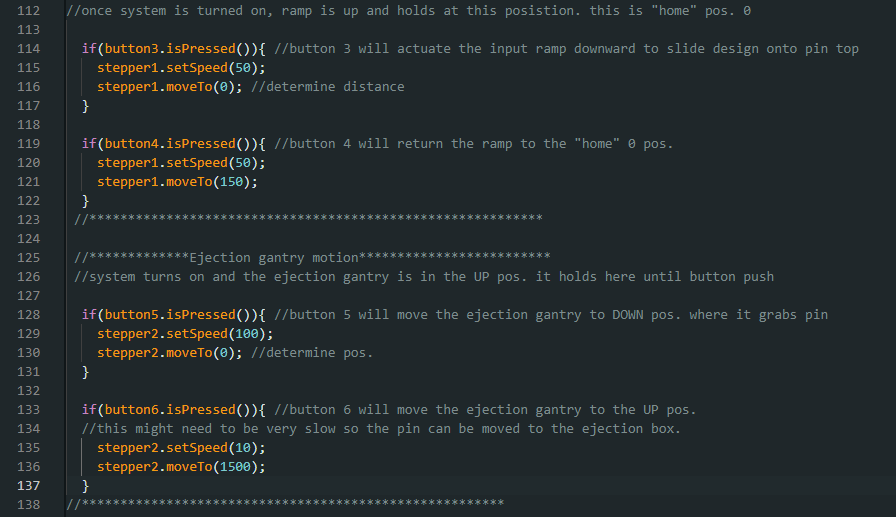 112 //once system is turned on, ramp is up and holds at this posistion. this is "home" pos. 0
113
114 if(button3.isPressed()){ //button 3 will actuate the input ramp downward to slide design onto pin top
115 stepper1.setSpeed(50);
116 stepper1.moveTo(0); //determine distance
117 }
118
119 if(button4.isPressed()){ //button 4 will return the ramp to the "home" 0 pos.
120 stepper1.setSpeed(50);
121 stepper1.moveTo(150);
122 }
123 //***********************************************************
124
125 //*************Ejection gantry motion*************************
126 //system turns on and the ejection gantry is in the UP pos. it holds here until button push
127
128 if(button5.isPressed()){ //button 5 will move the ejection gantry to DOWN pos. where it grabs pin
129 stepper2.setSpeed(100);
130 stepper2.moveTo(0); //determine pos.
131 }
132
133 if(button6.isPressed()){ //button 6 will move the ejection gantry to the UP pos.
134 //this might need to be very slow so the pin can be moved to the ejection box.
135 stepper2.setSpeed(10);
136 stepper2.moveTo(1500);
137 }
138 //*******************************************************